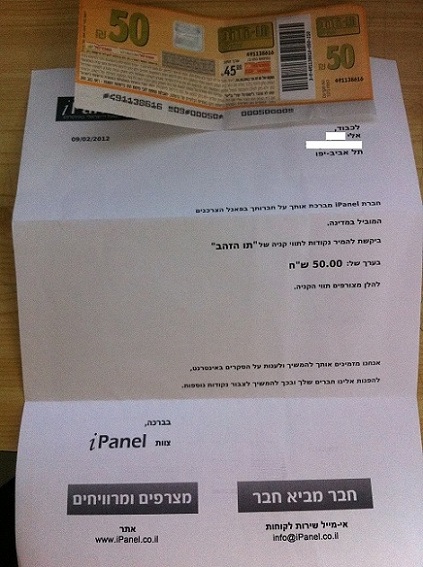 50 ₪
491138616
45.00
50 ₪
491138616
iPanel
09/02/2012
לכבוד,
אלי
תל אביב-יפו
חברת iPanel מברכת אותך על חברותך בפאנל הצרכנים
המוביל במדינה.
ביקשת להמיר נקודות לתווי קניה של "תו הזהב"
בערך של: 50.00 ש"ח
להלן מצורפים תווי הקניה.
אנחנו מזמינים אותך להמשיך ולענות על הסקרים באינטרנט,
להפנות אלינו חברים שלך ובכך להמשיך לצבור נקודות נוספות.
בברכה,
צוות iPanel
חבר מביא חבר
מצרפים ומרוויחים
אי-מייל שירות לקוחות
info@iPanel.co.il
אתר
www.iPanel.co.il